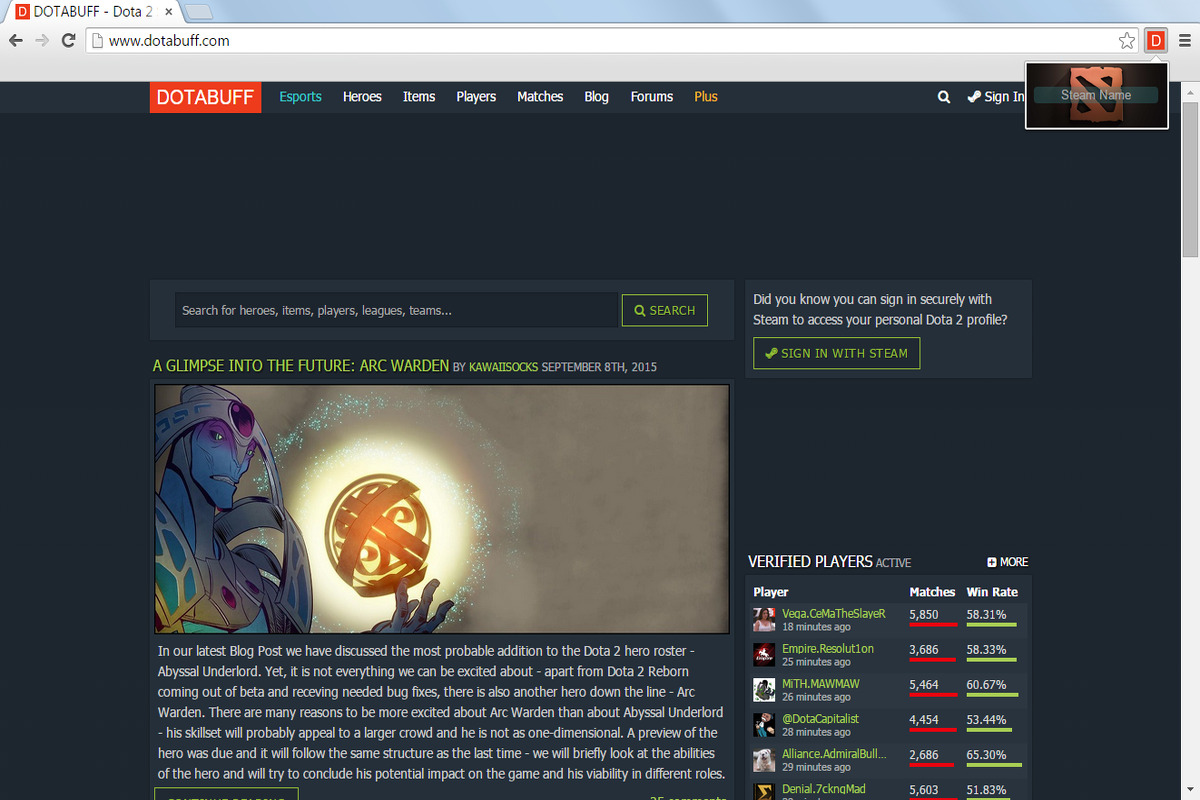 D DOTABUFF - Dota 2
www.dotabuff.com
D
Steam Name
DOTABUFF Esports Heroes Items Players Matches Blog Forums Plus Sign In
Search for heroes, items, players, leagues, teams...
SEARCH
A GLIMPSE INTO THE FUTURE: ARC WARDEN BY KAWAIISOCKS SEPTEMBER 8TH, 2015
In our latest Blog Post we have discussed the most probable addition to the Dota 2 hero roster -
Abyssal Underlord. Yet, it is not everything we can be excited about - apart from Dota 2 Reborn
coming out of beta and receving needed bug fixes, there is also another hero down the line - Arc
Warden. There are many reasons to be more excited about Arc Warden than about Abyssal Underlord
- his skillset will probably appeal to a larger crowd and he is not as one-dimensional. A preview of the
hero was due and it will follow the same structure as the last time - we will briefly look at the abilities
of the hero and will try to conclude his potential impact on the game and his viability in different roles.
Did you know you can sign in securely with
Steam to access your personal Dota 2 profile?
SIGN IN WITH STEAM
VERIFIED PLAYERS ACTIVE MORE
Player Matches Win Rate
Vega.CeMaTheSlayeR 5,850 58.31%
18 minutes ago
Empire.Resolut1on 3,686 58.33%
25 minutes ago
MiTH.MAWMAW 5,464 60.67%
26 minutes ago
@DotaCapitalist 4,454 53.44%
28 minutes ago
Alliance.AdmiralBull... 2,686 65.30%
29 minutes ago
Denial.7ckngMad 5,603 51.83%